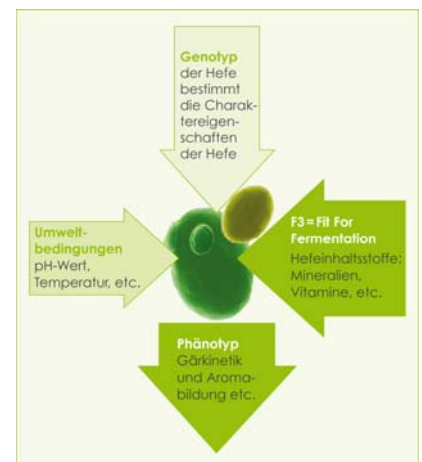 Genotyp
der Hefe
bestimmt
die Charak-
tereigen-
schaften
der Hefe
Umwelt-
bedingungen
pH-Wert,
Temperatur, etc.
F3=Fit For
Fermentation
Hefeinhaltsstoffe:
Mineralien,
Vitamine, etc.
Phänotyp
Gärkinetik
und Aroma-
bildung etc.